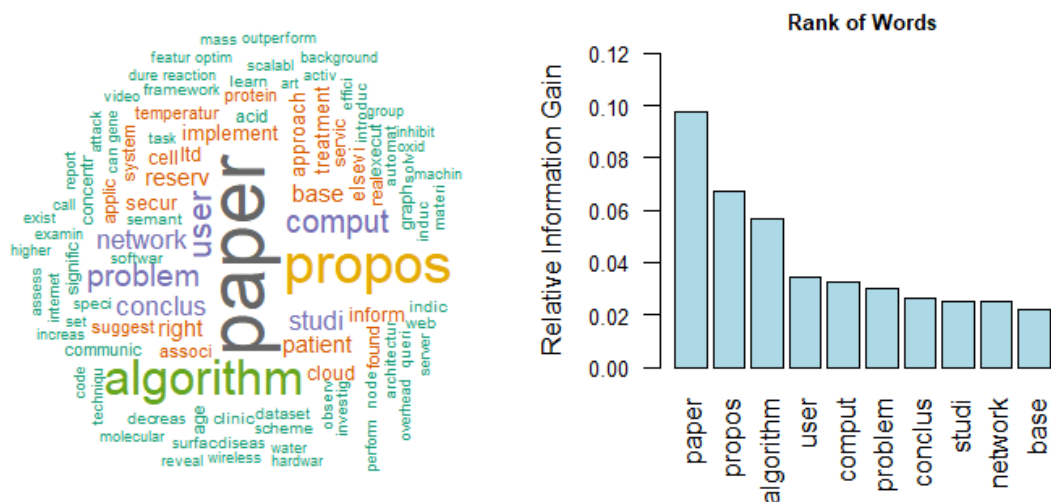 mass outperform
featur optim
background
scalabl
dure reaction
learn
art
activ
framework
protein
video
temperatur
acid
task
implement
attack
can gene
system
cell
ltd
reserv
report
concentr
applic
secur
call
semant
user
exist
network
examin
softwar
higher
signific
problem
assess
internet
speci
conclus
set
increas
suggest
right
communic
associ
paper
approach
treatment
servic
effici
introduc
group
elsevi
real
execut
automat
inhibit
oxid
solv
machin
base
graph
induc
materi
comput
propos
studi
inform
indic
web
patient
found
architectur
queri
server
cloud
node
overhead
perform
algorithm
code
techniqu
decreas
age
clinic
dataset
scheme
observ
investig
molecular
surfac
diseas
water
reveal
wireless
hardwar
Rank of Words
Relative Information Gain
0.12
0.10
0.08
0.06
0.04
0.02
0.00
paper
propos
algorithm
user
comput
problem
conclus
studi
network
base